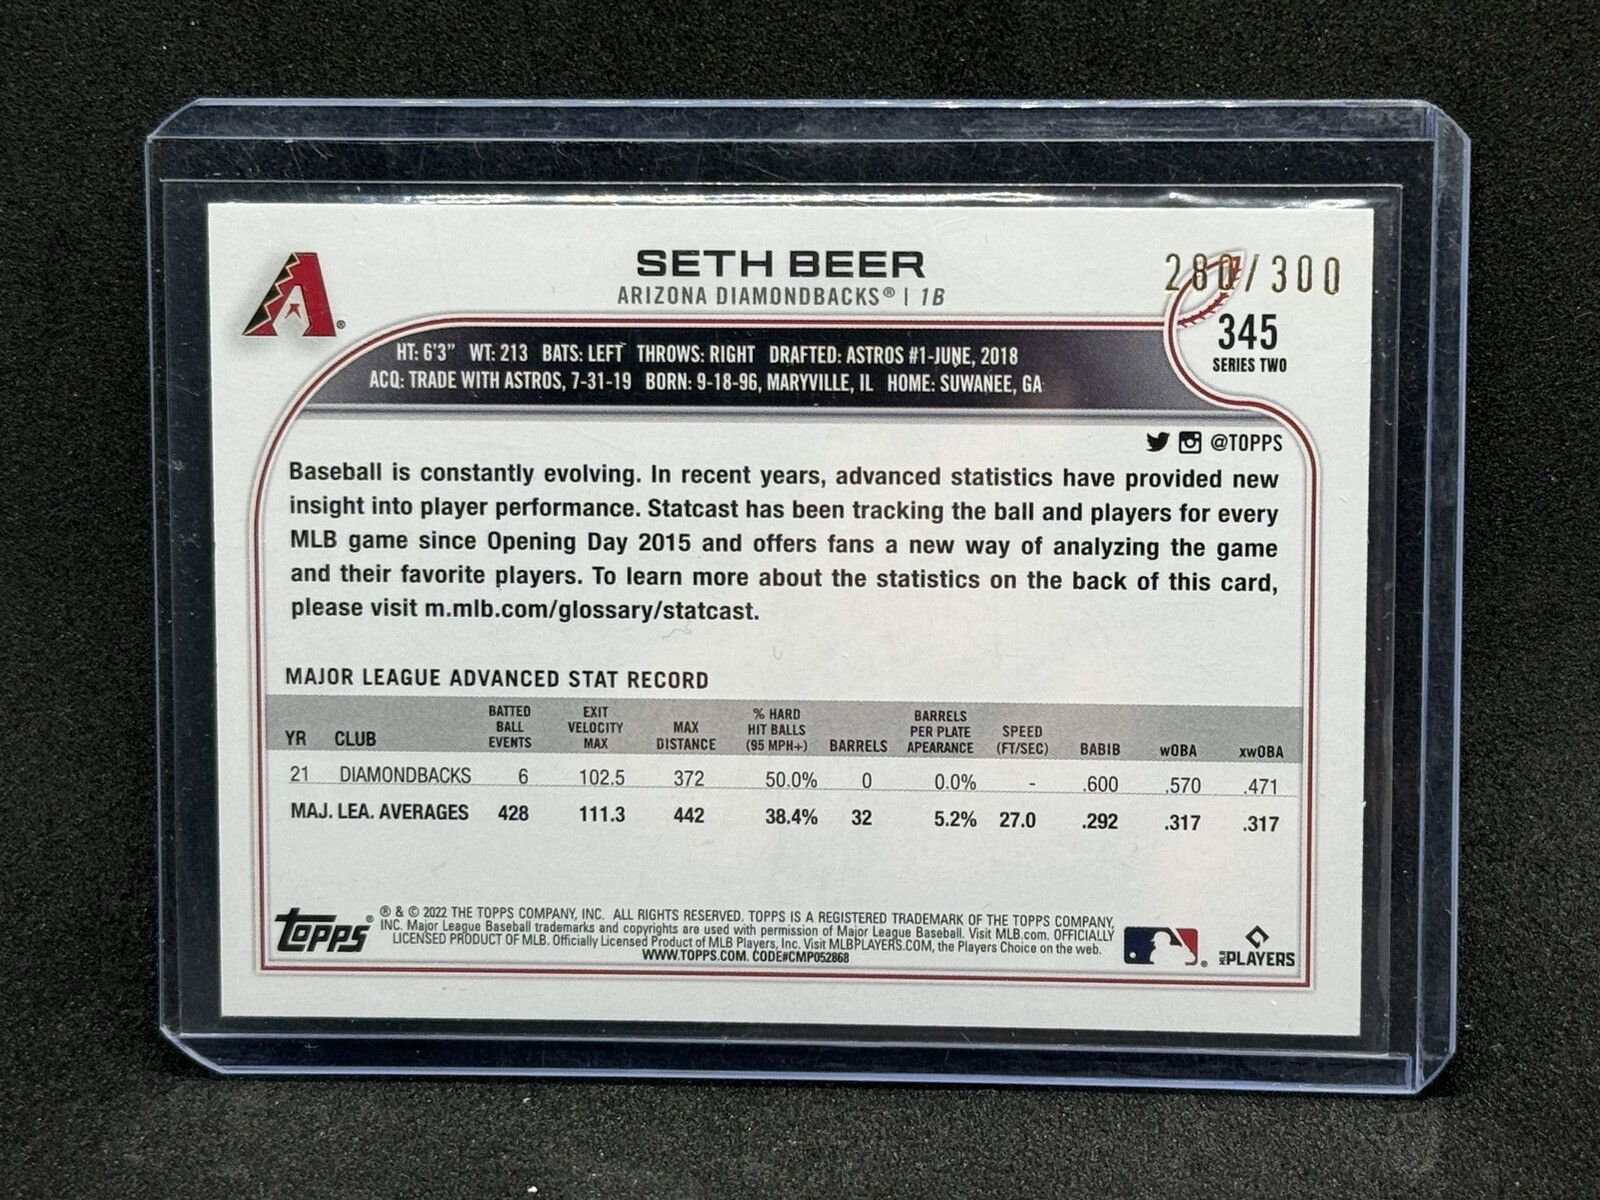 SETH BEER
ARIZONA DIAMONDBACKS® | 1B
280/300
345
SERIES TWO
HT: 6'3" WT: 213 BATS: LEFT THROWS: RIGHT DRAFTED: ASTROS #1-JUNE, 2018
ACQ: TRADE WITH ASTROS, 7-31-19 BORN: 9-18-96, MARYVILLE, IL HOME: SUWANEE, GA
@TOPPS
Baseball is constantly evolving. In recent years, advanced statistics have provided new
insight into player performance. Statcast has been tracking the ball and players for every
MLB game since Opening Day 2015 and offers fans a new way of analyzing the game
and their favorite players. To learn more about the statistics on the back of this card,
please visit m.mlb.com/glossary/statcast.
MAJOR LEAGUE ADVANCED STAT RECORD
YR CLUB BATTED BALL EVENTS EXIT VELOCITY MAX MAX DISTANCE % HARD HIT BALLS (95 MPH+) BARRELS BARRELS PER PLATE APEARANCE SPEED (FT/SEC) BABIB wOBA xwOBA
21 DIAMONDBACKS 6 102.5 372 50.0% 0 0.0% - .600 .570 .471
MAJ. LEA. AVERAGES 428 111.3 442 38.4% 32 5.2% 27.0 .292 .317 .317
topps®
® & © 2022 THE TOPPS COMPANY, INC. ALL RIGHTS RESERVED. TOPPS IS A REGISTERED TRADEMARK OF THE TOPPS COMPANY,
INC. Major League Baseball trademarks and copyrights are used with permission of Major League Baseball. Visit MLB.com. OFFICIALLY
LICENSED PRODUCT OF MLB. Officially Licensed Product of MLB Players, Inc. Visit MLBPLAYERS.COM, the Players Choice on the web.
WWW.TOPPS.COM. CODE#CMP052868
MLB PLAYERS